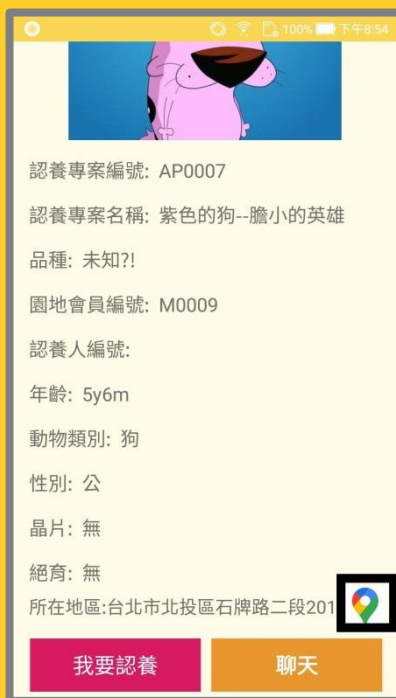 100% 下午8:54
認養專案編號: AP0007
認養專案名稱: 紫色的狗--膽小的英雄
品種: 未知?!
園地會員編號: M0009
認養人編號:
年齡: 5y6m
動物類別: 狗
性別: 公
晶片: 無
絕育: 無
所在地區:台北市北投區石牌路二段201
我要認養 聊天